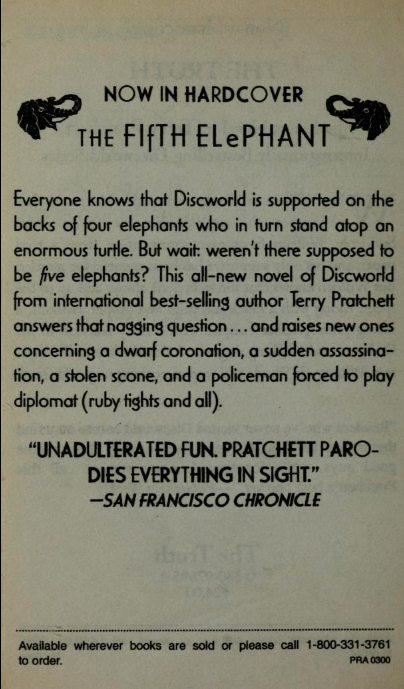 NOW IN HARDCOVER
THE FIfTH ELePHANT
Everyone knows that Discworld is supported on the
backs of four elephants who in turn stand atop an
enormous turtle. But wait: weren't there supposed to
be five elephants? This all-new novel of Discworld
from international best-selling author Terry Pratchett
answers that nagging question . . . and raises new ones
concerning a dwarf coronation, a sudden assassina-
tion, a stolen scone, and a policeman forced to play
diplomat (ruby tights and all).
"UNADULTERATED FUN. PRATCHETT PARO-
DIES EVERYTHING IN SIGHT."
—SAN FRANCISCO CHRONICLE
Available wherever books are sold or please call 1-800-331-3761
to order.
PRA 0300